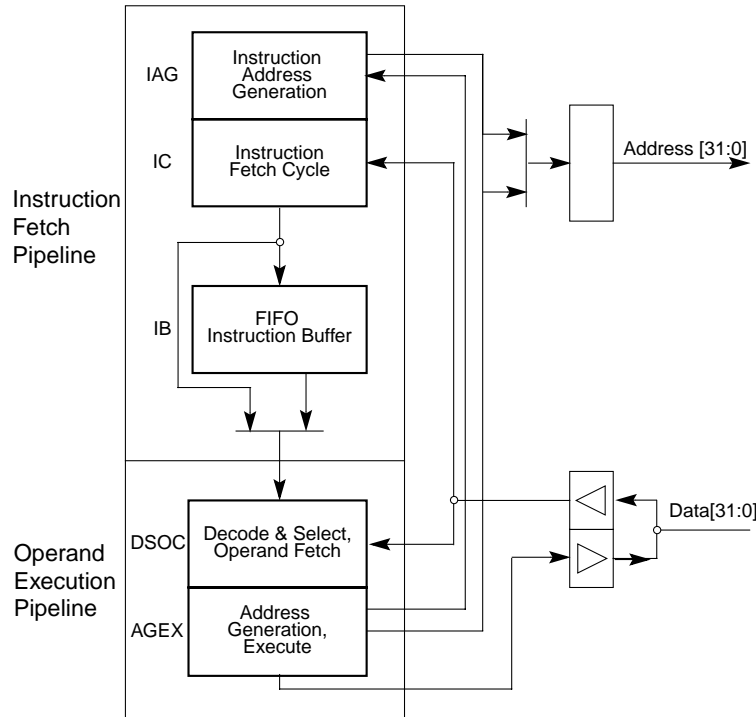 IAG
Instruction
Address
Generation
IC
Instruction
Fetch Cycle
Address [31:0]
Instruction
Fetch
Pipeline
IB
FIFO
Instruction Buffer
Data[31:0]
DSOC
Decode & Select,
Operand Fetch
Operand
Execution
Pipeline
AGEX
Address
Generation,
Execute